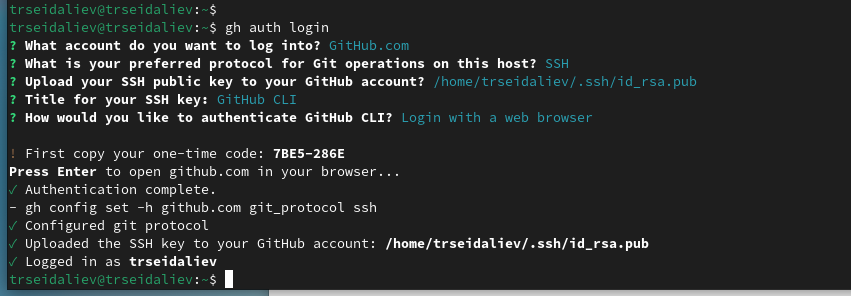 trseidaliev@trseidaliev:~$
trseidaliev@trseidaliev:~$ gh auth login
? What account do you want to log into? GitHub.com
? What is your preferred protocol for Git operations on this host? SSH
? Upload your SSH public key to your GitHub account? /home/trseidaliev/.ssh/id_rsa.pub
? Title for your SSH key: GitHub CLI
? How would you like to authenticate GitHub CLI? Login with a web browser
! First copy your one-time code: 7BE5-286E
Press Enter to open github.com in your browser...
✓ Authentication complete.
- gh config set -h github.com git_protocol ssh
✓ Configured git protocol
✓ Uploaded the SSH key to your GitHub account: /home/trseidaliev/.ssh/id_rsa.pub
✓ Logged in as trseidaliev
trseidaliev@trseidaliev:~$